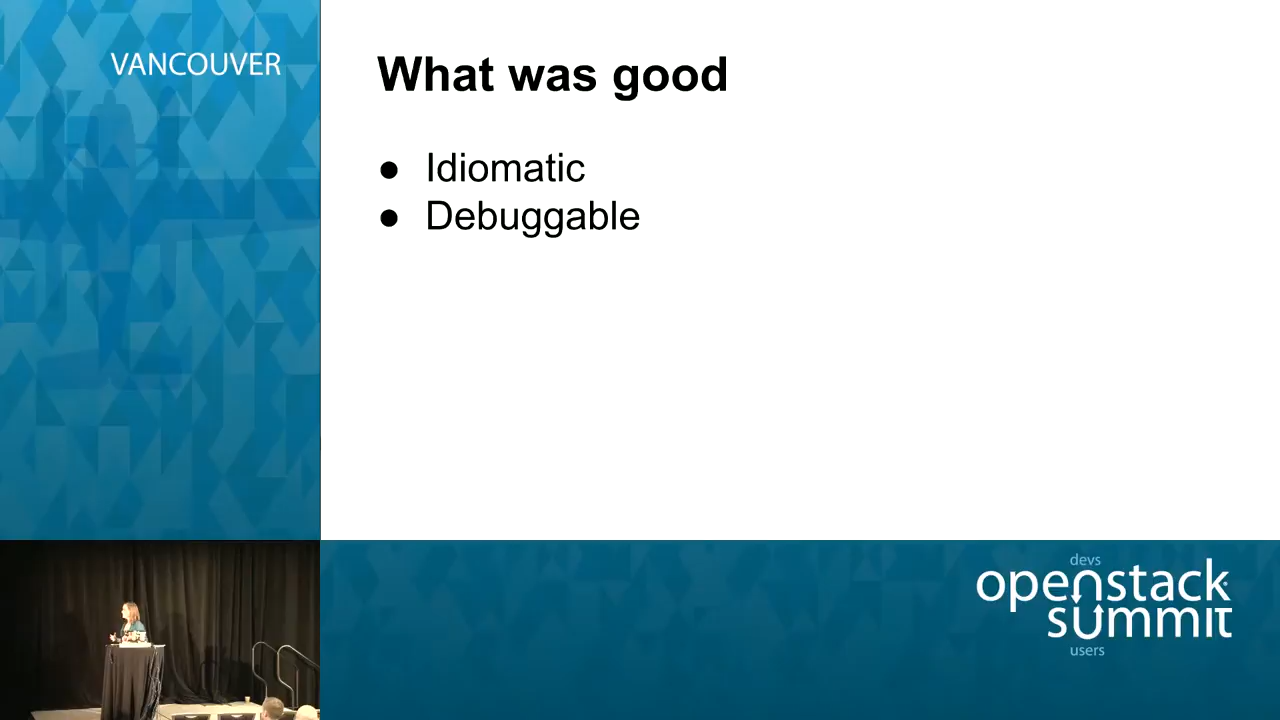 VANCOUVER
What was good
● Idiomatic
● Debuggable
devs
openstack
summit
users